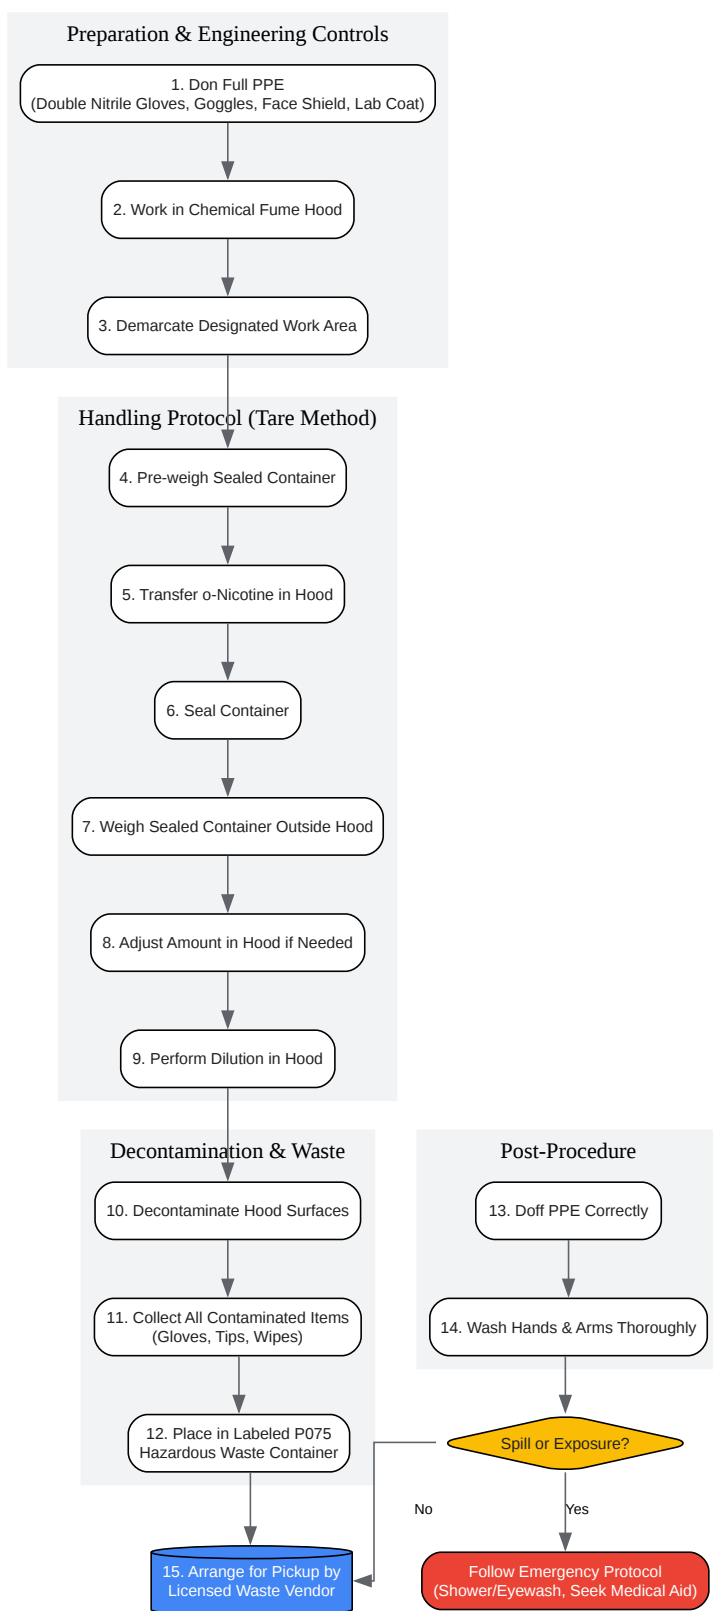 Preparation & Engineering Controls
1. Don Full PPE
(Double Nitrile Gloves, Goggles, Face Shield, Lab Coat)
2. Work in Chemical Fume Hood
3. Demarcate Designated Work Area
Handling Protocol (Tare Method)
4. Pre-weigh Sealed Container
5. Transfer o-Nicotine in Hood
6. Seal Container
7. Weigh Sealed Container Outside Hood
8. Adjust Amount in Hood if Needed
9. Perform Dilution in Hood
Decontamination & Waste
10. Decontaminate Hood Surfaces
11. Collect All Contaminated Items
(Gloves, Tips, Wipes)
12. Place in Labeled P075
Hazardous Waste Container
Post-Procedure
13. Doff PPE Correctly
14. Wash Hands & Arms Thoroughly
Spill or Exposure?
No
Yes
15. Arrange for Pickup by
Licensed Waste Vendor
Follow Emergency Protocol
(Shower/Eyewash, Seek Medical Aid)